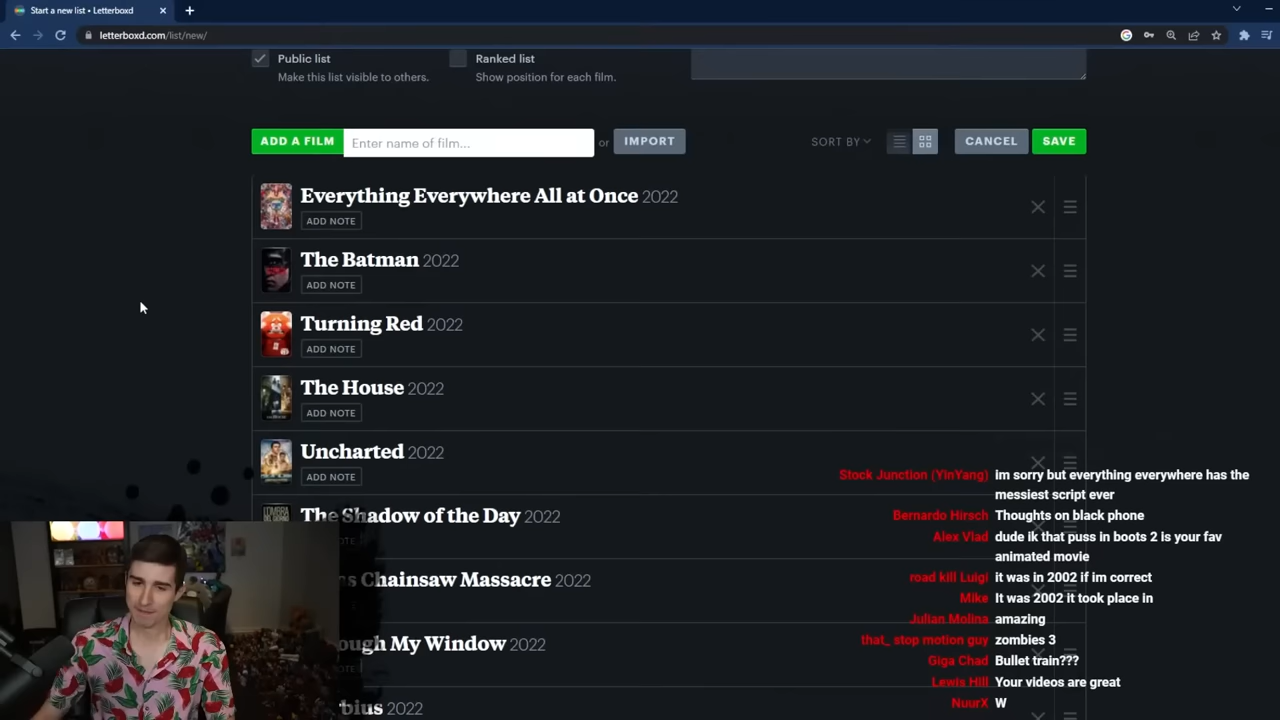 Start a new list • Letterboxd
letterboxd.com/list/new/
Public list
Make this list visible to others.
Ranked list
Show position for each film.
ADD A FILM
Enter name of film...
or
IMPORT
SORT BY
CANCEL
SAVE
Everything Everywhere All at Once 2022
ADD NOTE
The Batman 2022
ADD NOTE
Turning Red 2022
ADD NOTE
The House 2022
ADD NOTE
Uncharted 2022
ADD NOTE
The Shadow of the Day 2022
Chainsaw Massacre 2022
My Window 2022
2022
Stock Junction (YinYang) im sorry but everything everywhere has the
messiest script ever
Bernardo Hirsch Thoughts on black phone
Alex Vlad dude ik that puss in boots 2 is your fav
animated movie
road kill Luigi it was in 2002 if im correct
Mike It was 2002 it took place in
Julian Molina amazing
that_ stop motion guy zombies 3
Giga Chad Bullet train???
Lewis Hill Your videos are great
NuurX W